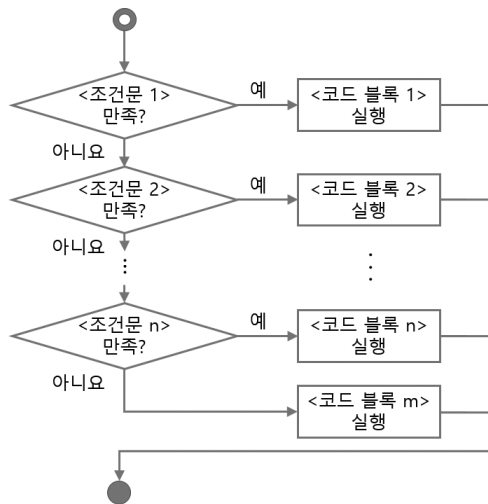 <조건문 1>
만족?
예
<코드 블록 1>
실행
아니요
<조건문 2>
만족?
예
<코드 블록 2>
실행
아니요
<조건문 n>
만족?
예
<코드 블록 n>
실행
아니요
<코드 블록 m>
실행